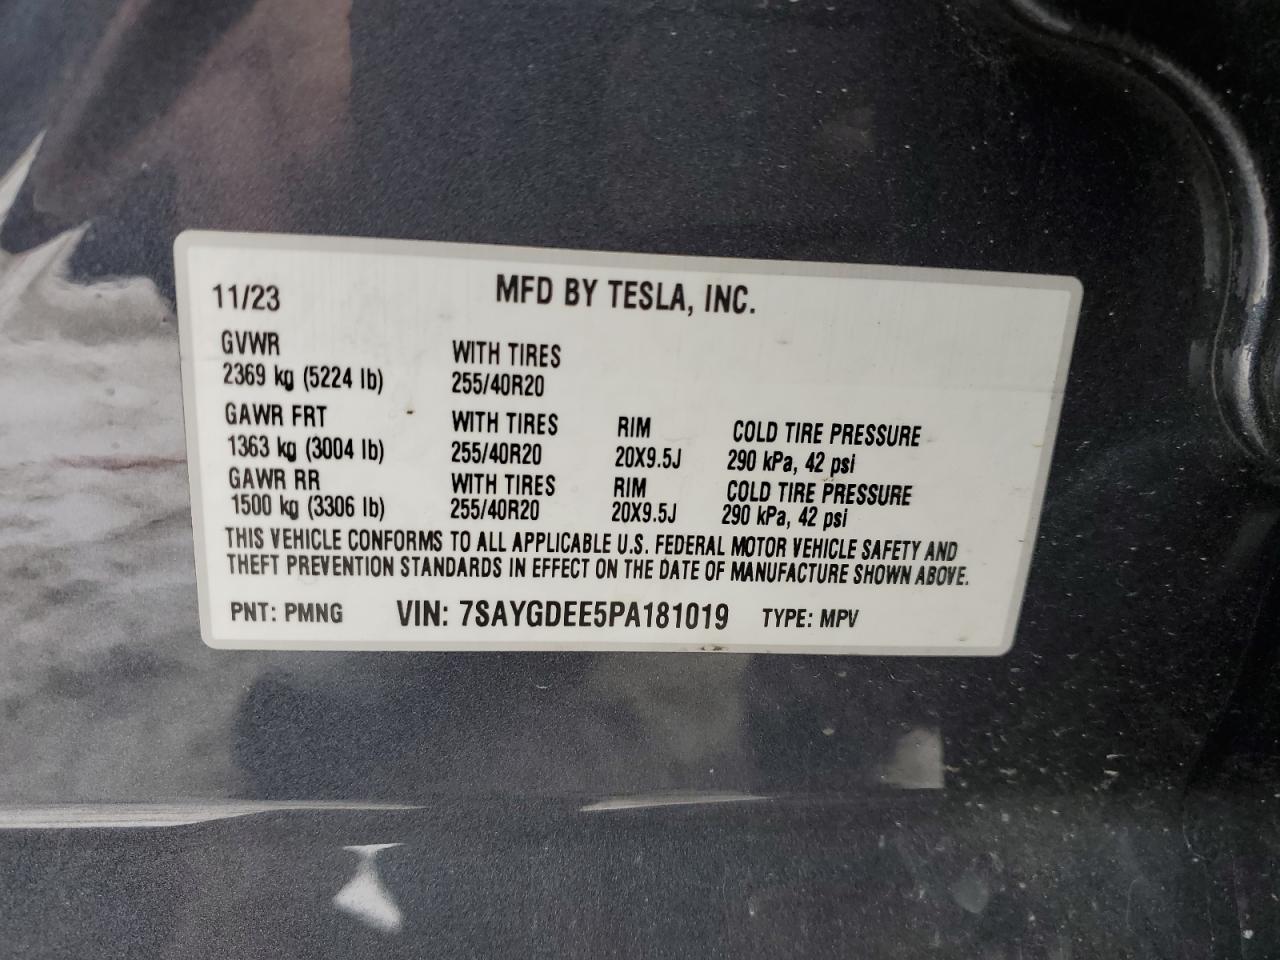 11/23 MFD BY TESLA, INC.
GVWR WITH TIRES
2369 kg (5224 lb) 255/40R20
GAWR FRT WITH TIRES RIM COLD TIRE PRESSURE
1363 kg (3004 lb) 255/40R20 20X9.5J 290 kPa, 42 psi
GAWR RR WITH TIRES RIM COLD TIRE PRESSURE
1500 kg (3306 lb) 255/40R20 20X9.5J 290 kPa, 42 psi
THIS VEHICLE CONFORMS TO ALL APPLICABLE U.S. FEDERAL MOTOR VEHICLE SAFETY AND
THEFT PREVENTION STANDARDS IN EFFECT ON THE DATE OF MANUFACTURE SHOWN ABOVE.
PNT: PMNG VIN: 7SAYGDEE5PA181019 TYPE: MPV